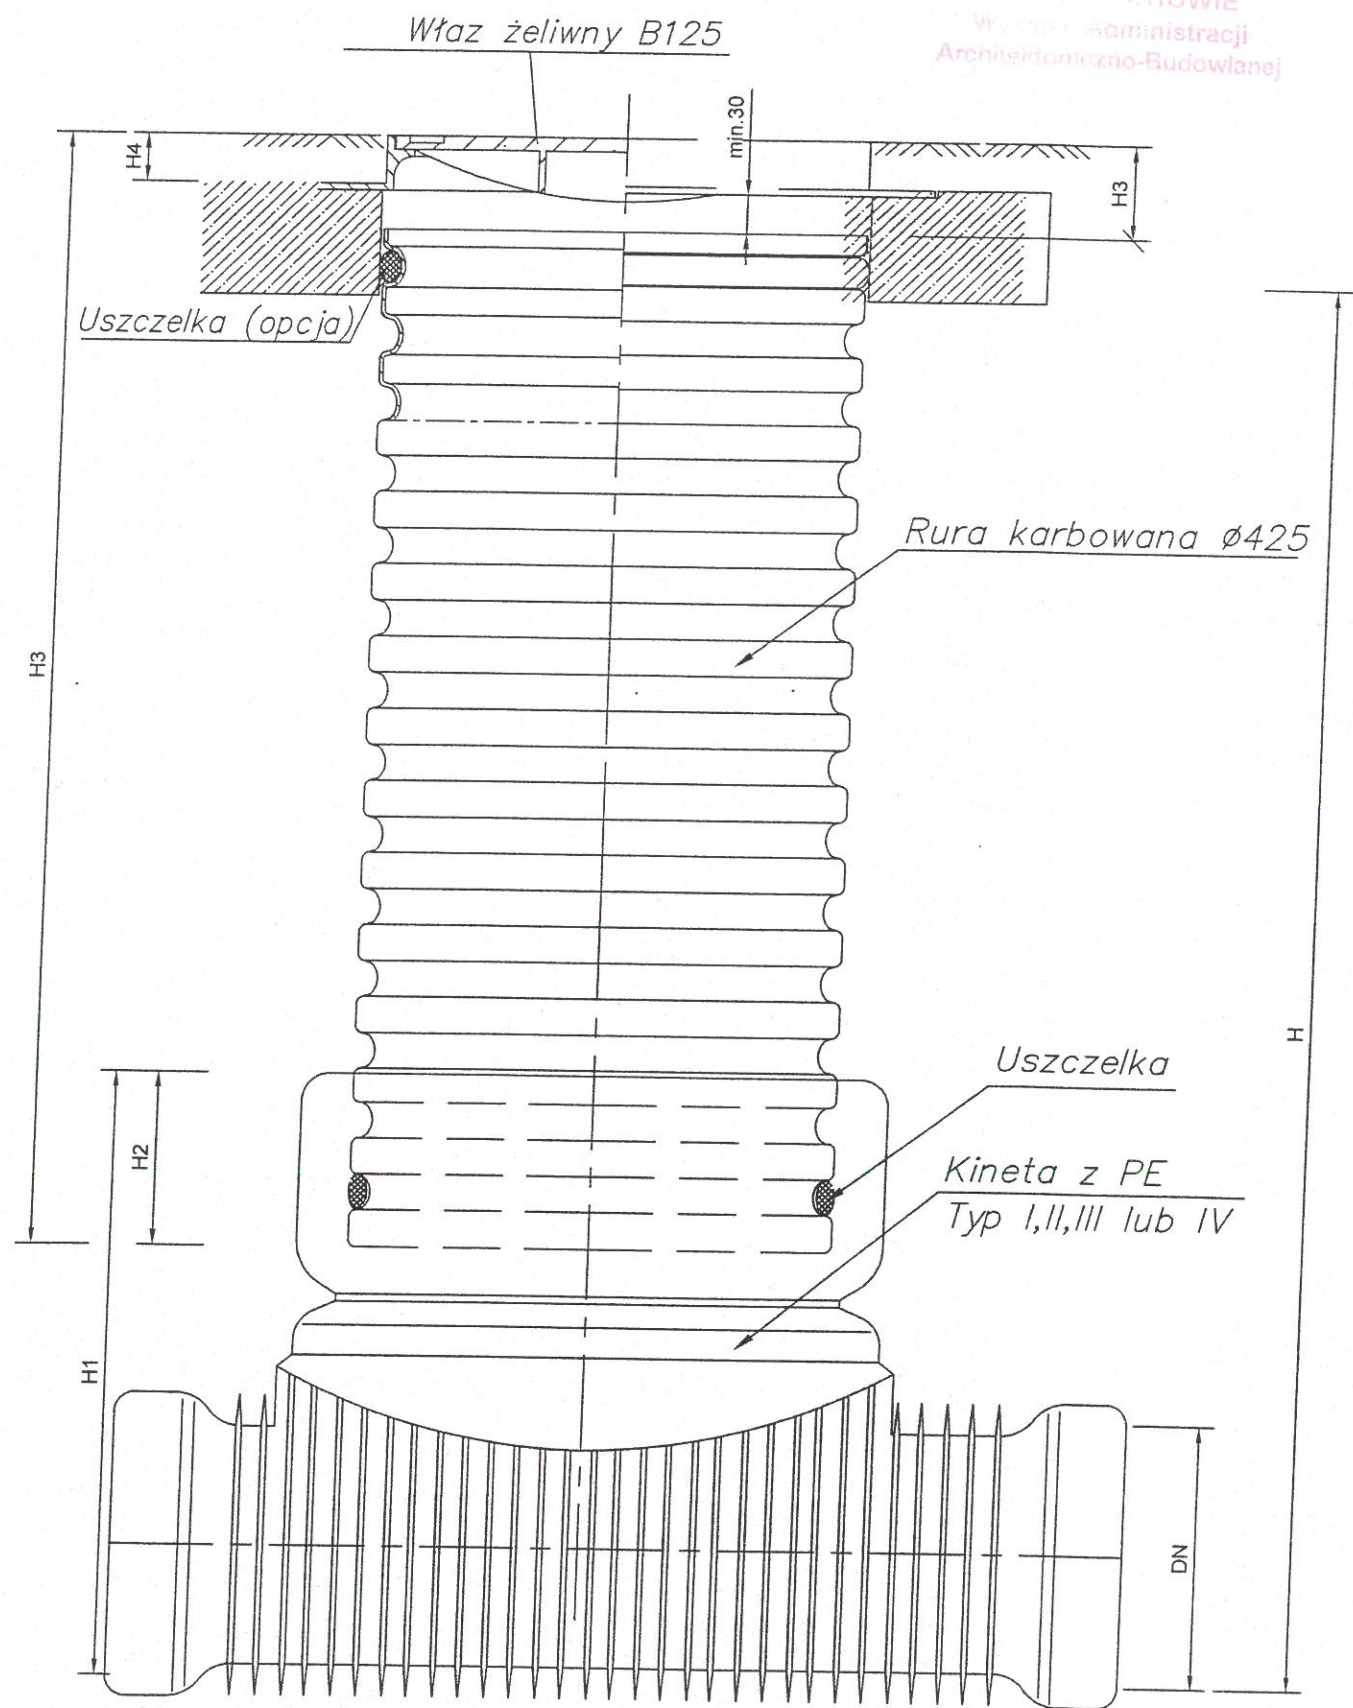 Właz żeliwny B125
Administracji
Architektoniczno-Budowlanej
H4
min.30
H3
Uszczelka (opcja)
Rura karbowana ø425
H3
H
Uszczelka
H2
Kineta z PE
Typ I,II,III lub IV
H1
DN